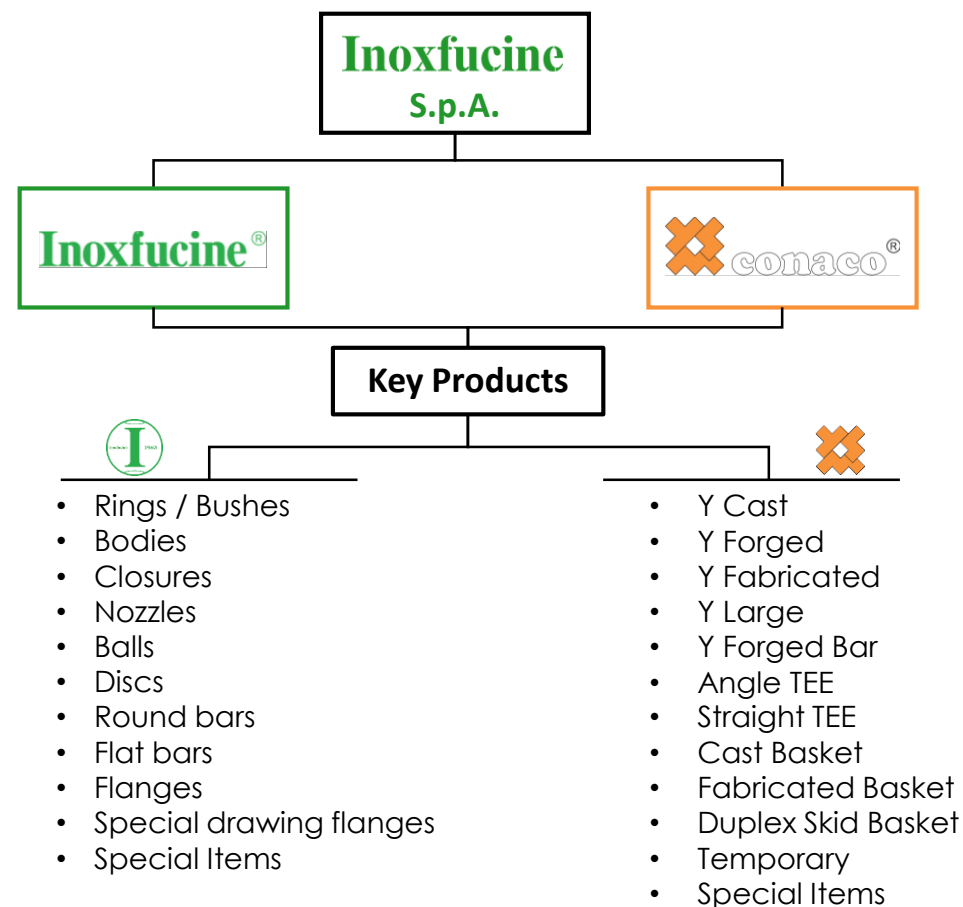 Inoxfucine
S.p.A.
Inoxfucine®
conaco®
Key Products
I
• Rings / Bushes
• Bodies
• Closures
• Nozzles
• Balls
• Discs
• Round bars
• Flat bars
• Flanges
• Special drawing flanges
• Special Items
• Y Cast
• Y Forged
• Y Fabricated
• Y Large
• Y Forged Bar
• Angle TEE
• Straight TEE
• Cast Basket
• Fabricated Basket
• Duplex Skid Basket
• Temporary
• Special Items